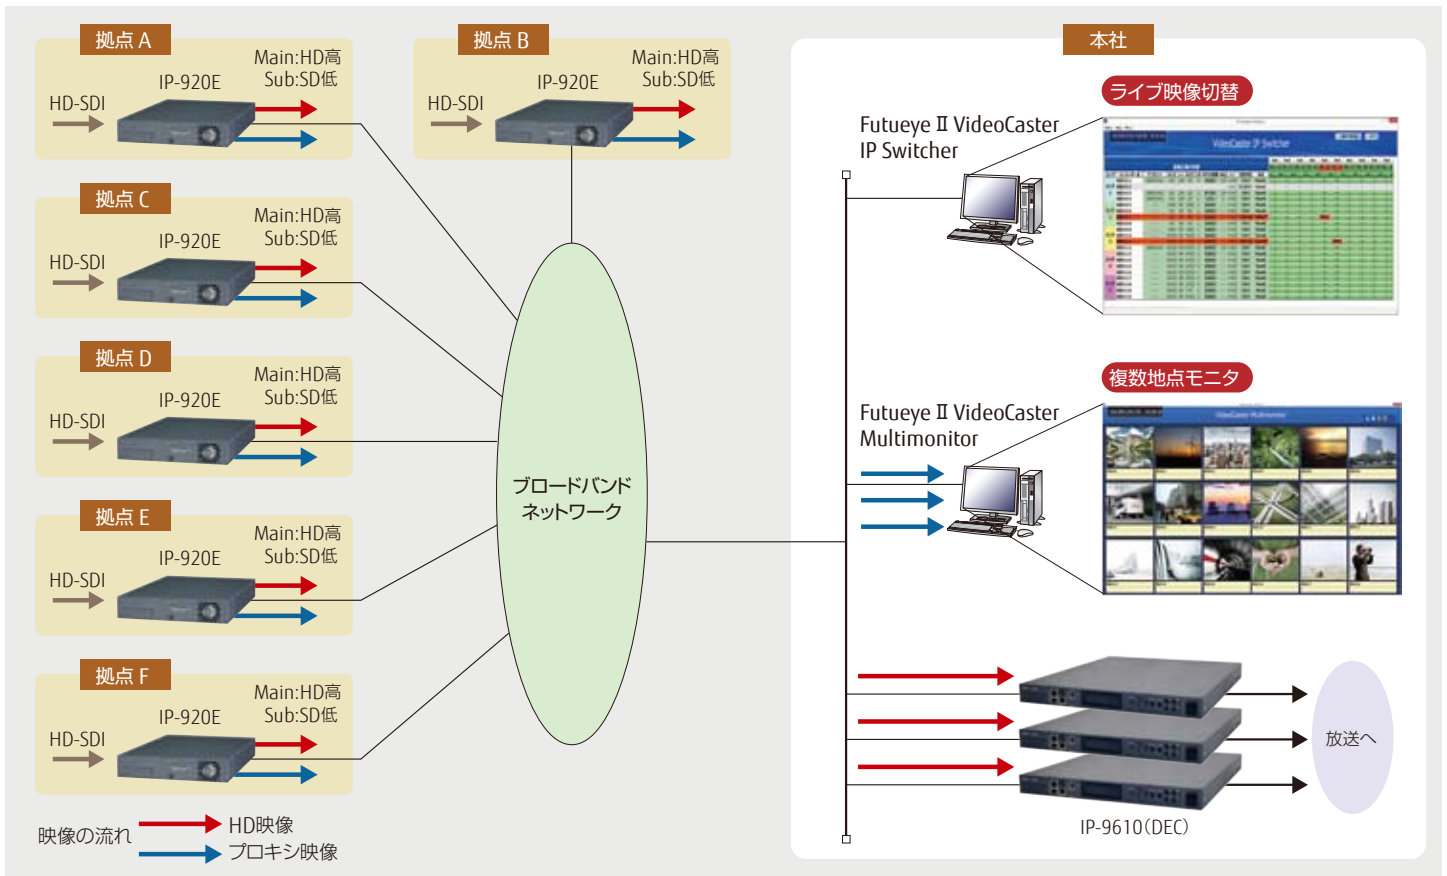 拠点 A
Main:HD高
Sub:SD低
IP-920E
HD-SDI
拠点 B
Main:HD高
Sub:SD低
IP-920E
HD-SDI
拠点 C
Main:HD高
Sub:SD低
IP-920E
HD-SDI
拠点 D
Main:HD高
Sub:SD低
IP-920E
HD-SDI
拠点 E
Main:HD高
Sub:SD低
IP-920E
HD-SDI
拠点 F
Main:HD高
Sub:SD低
IP-920E
HD-SDI
映像の流れ
HD映像
プロキシ映像
ブロードバンド
ネットワーク
本社
ライブ映像切替
Futueye II VideoCaster
IP Switcher
VideoCaster IP Switcher
複数地点モニタ
Futueye II VideoCaster
Multimonitor
VideoCaster Multimonitor
IP-9610(DEC)
放送へ